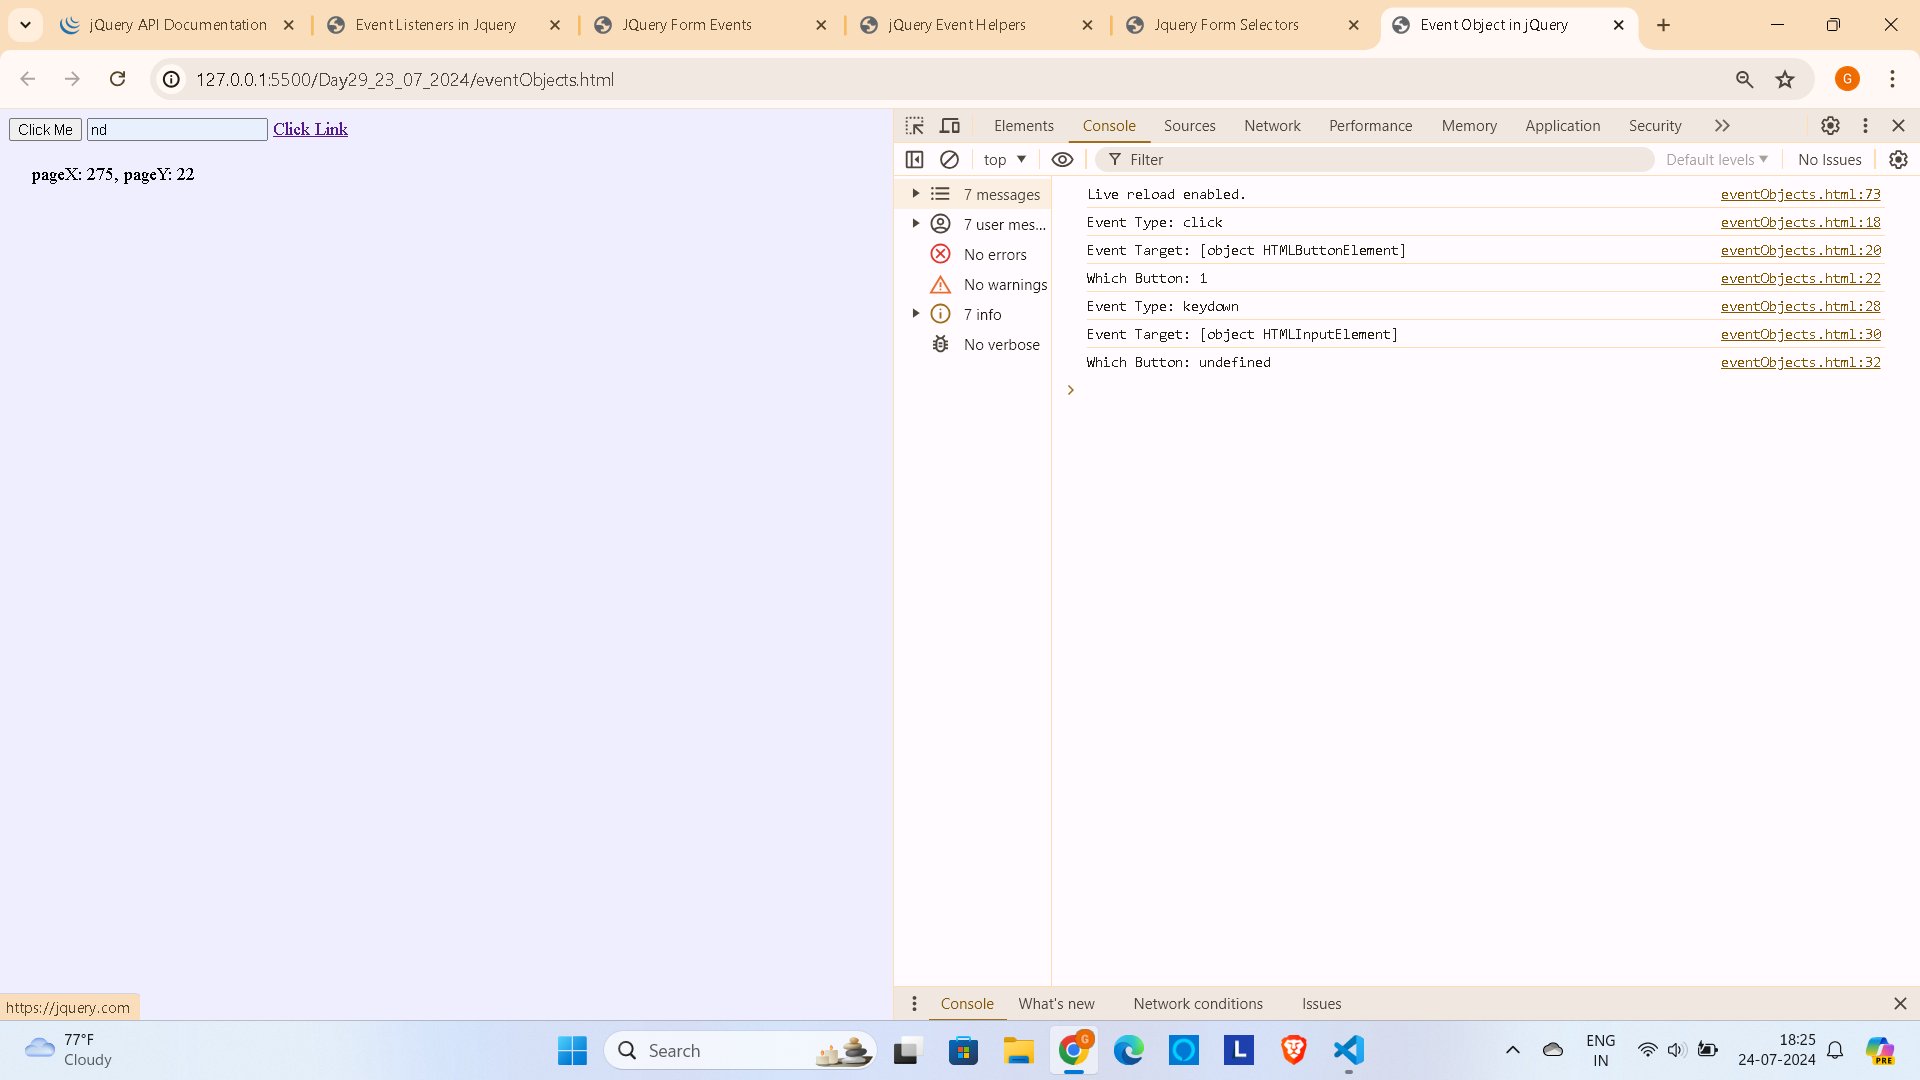 jQuery API Documentation
Event Listeners in Jquery
JQuery Form Events
jQuery Event Helpers
Jquery Form Selectors
Event Object in jQuery
127.0.0.1:5500/Day29_23_07_2024/eventObjects.html
G
Click Me
nd
Click Link
pageX: 275, pageY: 22
Elements
Console
Sources
Network
Performance
Memory
Application
Security
top
Filter
Default levels
No Issues
7 messages
7 user mes...
No errors
No warnings
7 info
No verbose
Live reload enabled. eventObjects.html:73
Event Type: click eventObjects.html:18
Event Target: [object HTMLButtonElement] eventObjects.html:20
Which Button: 1 eventObjects.html:22
Event Type: keydown eventObjects.html:28
Event Target: [object HTMLInputElement] eventObjects.html:30
Which Button: undefined eventObjects.html:32
Console
What's new
Network conditions
Issues
https://jquery.com
77°F
Cloudy
Search
G
L
ENG
IN
18:25
24-07-2024
PRE